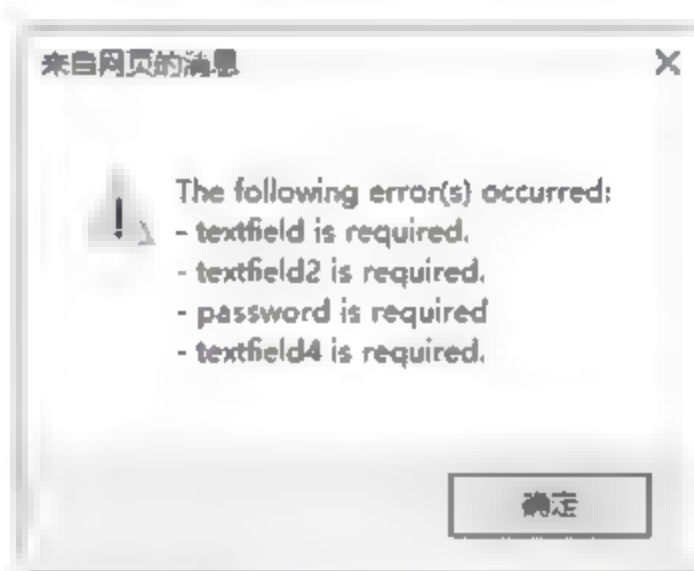 来自网页的消息
The following error(s) occurred:
- textfield is required.
- textfield2 is required.
- password is required
- textfield4 is required.
确定